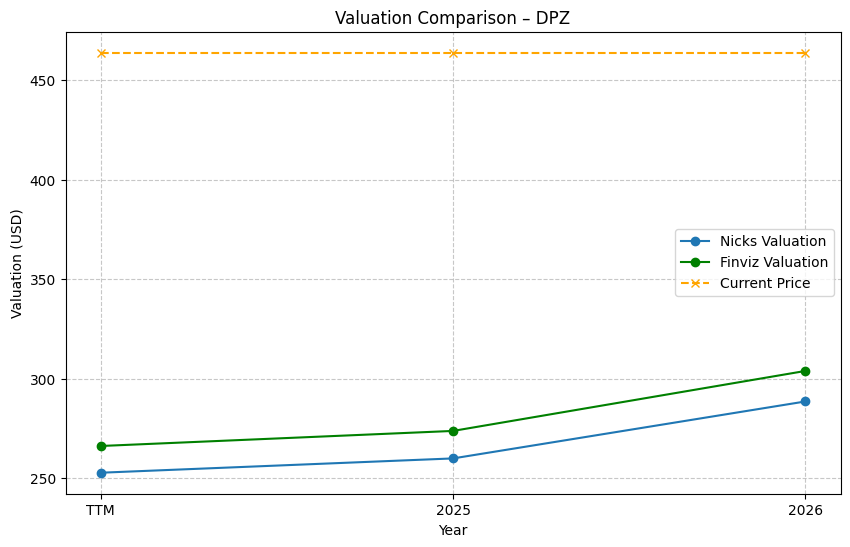 Valuation Comparison – DPZ
Valuation (USD)
450
400
350
300
250
Nicks Valuation
Finviz Valuation
Current Price
TTM
2025
2026
Year